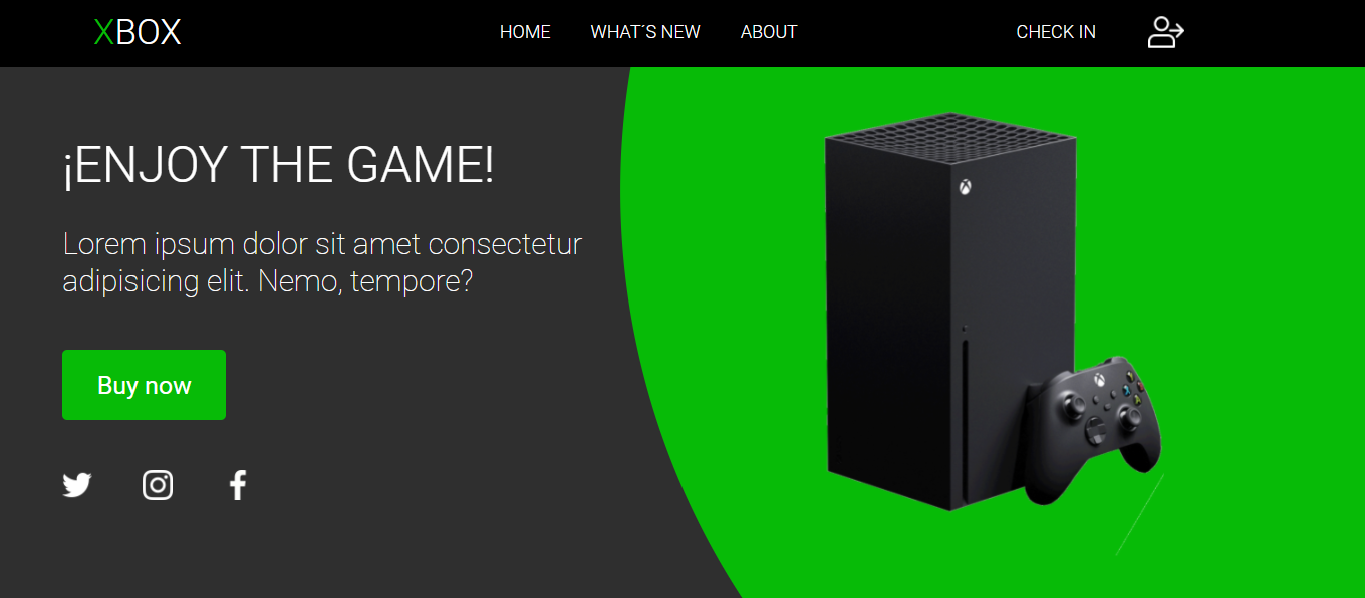 XBOX
HOME
WHAT´S NEW
ABOUT
CHECK IN
¡ENJOY THE GAME!
Lorem ipsum dolor sit amet consectetur
adipisicing elit. Nemo, tempore?
Buy now